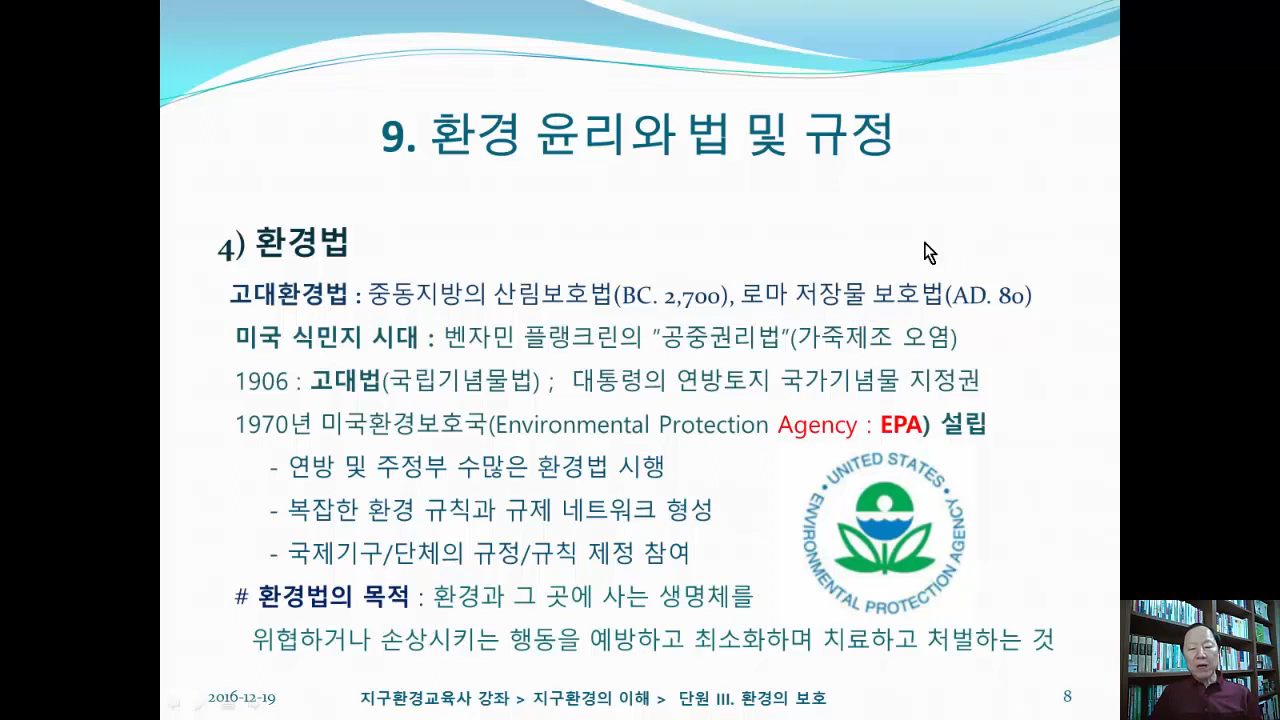 9. 환경 윤리와 법 및 규정
4) 환경법
고대환경법 : 중동지방의 산림보호법(BC. 2,700), 로마 저장물 보호법(AD. 80)
미국 식민지 시대 : 벤자민 플랭크린의 "공중권리법"(가죽제조 오염)
1906 : 고대법(국립기념물법) ; 대통령의 연방토지 국가기념물 지정권
1970년 미국환경보호국(Environmental Protection Agency : EPA) 설립
- 연방 및 주정부 수많은 환경법 시행
- 복잡한 환경 규칙과 규제 네트워크 형성
- 국제기구/단체의 규정/규칙 제정 참여
UNITED STATES
ENVIRONMENTAL PROTECTION AGENCY
# 환경법의 목적 : 환경과 그 곳에 사는 생명체를
위협하거나 손상시키는 행동을 예방하고 최소화하며 치료하고 처벌하는 것
2016-12-19
지구환경교육사 강좌 > 지구환경의 이해 > 단원 III. 환경의 보호
8